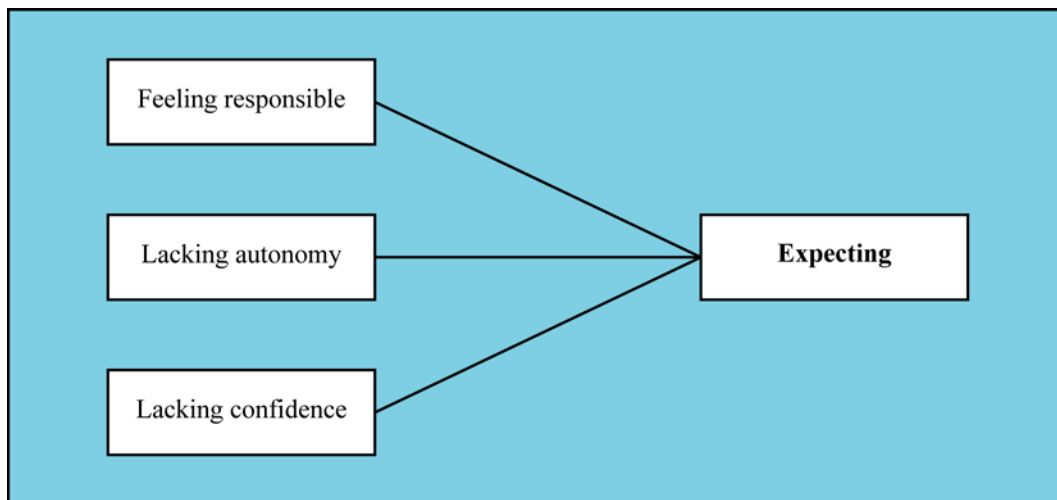 Feeling responsible
Lacking autonomy
Expecting
Lacking confidence